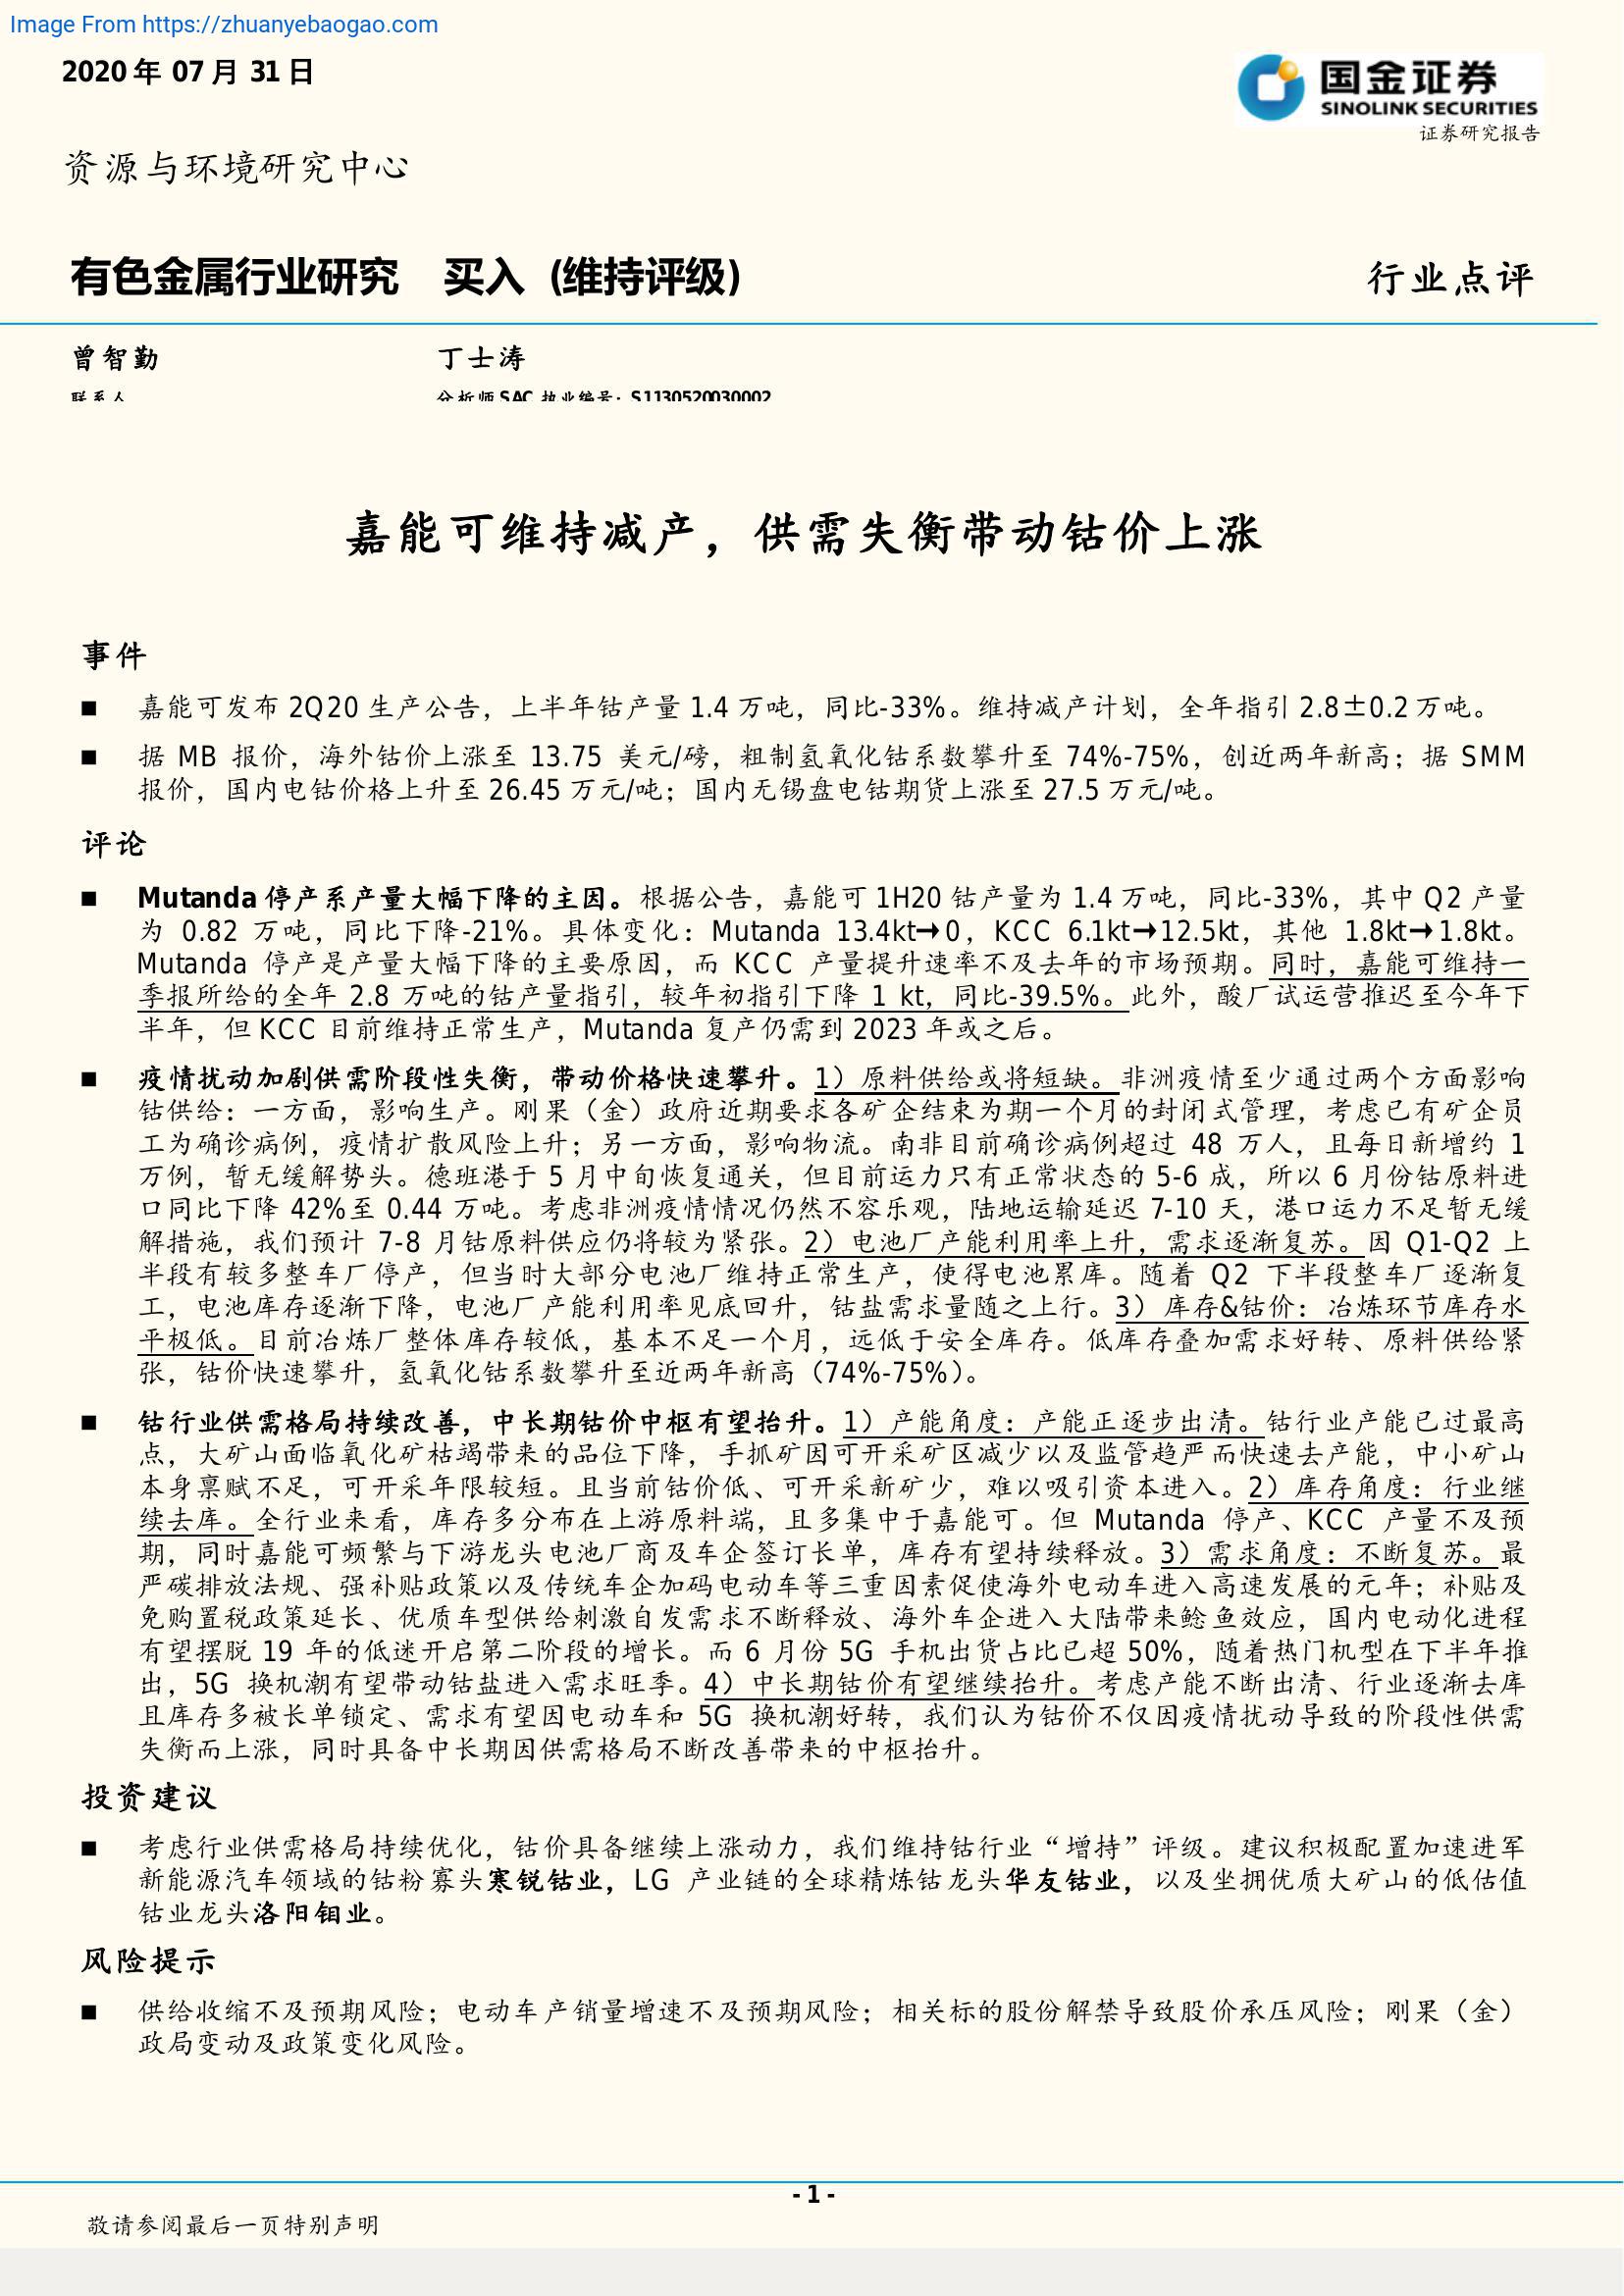 Image From https://zhuanyebaogao.com
2020 年 07 月 31 日
国金证券
SINOLINK SECURITIES
证券研究报告
资源与环境研究中心
有色金属行业研究 买入 (维持评级)
行业点评
曾智勤 丁士涛
联系人 分析师 SAC 执业编号：S1130520030002
嘉能可维持减产，供需失衡带动钴价上涨
事件
■ 嘉能可发布 2Q20 生产公告，上半年钴产量 1.4 万吨，同比-33%。维持减产计划，全年指引 2.8±0.2 万吨。
■ 据 MB 报价，海外钴价上涨至 13.75 美元/磅，粗制氢氧化钴系数攀升至 74%-75%，创近两年新高；据 SMM
报价，国内电钴价格上升至 26.45 万元/吨；国内无锡盘电钴期货上涨至 27.5 万元/吨。
评论
■ Mutanda 停产系产量大幅下降的主因。根据公告，嘉能可 1H20 钴产量为 1.4 万吨，同比-33%，其中 Q2 产量
为 0.82 万吨，同比下降-21%。具体变化：Mutanda 13.4kt→0，KCC 6.1kt→12.5kt，其他 1.8kt→1.8kt。
Mutanda 停产是产量大幅下降的主要原因，而 KCC 产量提升速率不及去年的市场预期。同时，嘉能可维持一
季报所给的全年 2.8 万吨的钴产量指引，较年初指引下降 1 kt，同比-39.5%。此外，酸厂试运营推迟至今年下
半年，但 KCC 目前维持正常生产，Mutanda 复产仍需到 2023 年或之后。
■ 疫情扰动加剧供需阶段性失衡，带动价格快速攀升。1）原料供给或将短缺。非洲疫情至少通过两个方面影响
钴供给：一方面，影响生产。刚果（金）政府近期要求各矿企结束为期一个月的封闭式管理，考虑已有矿企员
工为确诊病例，疫情扩散风险上升；另一方面，影响物流。南非目前确诊病例超过 48 万人，且每日新增约 1
万例，暂无缓解势头。德班港于 5 月中旬恢复通关，但目前运力只有正常状态的 5-6 成，所以 6 月份钴原料进
口同比下降 42%至 0.44 万吨。考虑非洲疫情情况仍然不容乐观，陆地运输延迟 7-10 天，港口运力不足暂无缓
解措施，我们预计 7-8 月钴原料供应仍将较为紧张。2）电池厂产能利用率上升，需求逐渐复苏。因 Q1-Q2 上
半段有较多整车厂停产，但当时大部分电池厂维持正常生产，使得电池累库。随着 Q2 下半段整车厂逐渐复
工，电池库存逐渐下降，电池厂产能利用率见底回升，钴盐需求量随之上行。3）库存&钴价：冶炼环节库存水
平极低。目前冶炼厂整体库存较低，基本不足一个月，远低于安全库存。低库存叠加需求好转、原料供给紧
张，钴价快速攀升，氢氧化钴系数攀升至近两年新高（74%-75%）。
■ 钴行业供需格局持续改善，中长期钴价中枢有望抬升。1）产能角度：产能正逐步出清。钴行业产能已过最高
点，大矿山面临氧化矿枯竭带来的品位下降，手抓矿因可开采矿区减少以及监管趋严而快速去产能，中小矿山
本身禀赋不足，可开采年限较短。且当前钴价低、可开采新矿少，难以吸引资本进入。2）库存角度：行业继
续去库。全行业来看，库存多分布在上游原料端，且多集中于嘉能可。但 Mutanda 停产、KCC 产量不及预
期，同时嘉能可频繁与下游龙头电池厂商及车企签订长单，库存有望持续释放。3）需求角度：不断复苏。最
严碳排放法规、强补贴政策以及传统车企加码电动车等三重因素促使海外电动车进入高速发展的元年；补贴及
免购置税政策延长、优质车型供给刺激自发需求不断释放、海外车企进入大陆带来鲶鱼效应，国内电动化进程
有望摆脱 19 年的低迷开启第二阶段的增长。而 6 月份 5G 手机出货占比已超 50%，随着热门机型在下半年推
出，5G 换机潮有望带动钴盐进入需求旺季。4）中长期钴价有望继续抬升。考虑产能不断出清、行业逐渐去库
且库存多被长单锁定、需求有望因电动车和 5G 换机潮好转，我们认为钴价不仅因疫情扰动导致的阶段性供需
失衡而上涨，同时具备中长期因供需格局不断改善带来的中枢抬升。
投资建议
■ 考虑行业供需格局持续优化，钴价具备继续上涨动力，我们维持钴行业“增持”评级。建议积极配置加速进军
新能源汽车领域的钴粉寡头寒锐钴业，LG 产业链的全球精炼钴龙头华友钴业，以及坐拥优质大矿山的低估值
钴业龙头洛阳钼业。
风险提示
■ 供给收缩不及预期风险；电动车产销量增速不及预期风险；相关标的股份解禁导致股价承压风险；刚果（金）
政局变动及政策变化风险。
- 1 -
敬请参阅最后一页特别声明